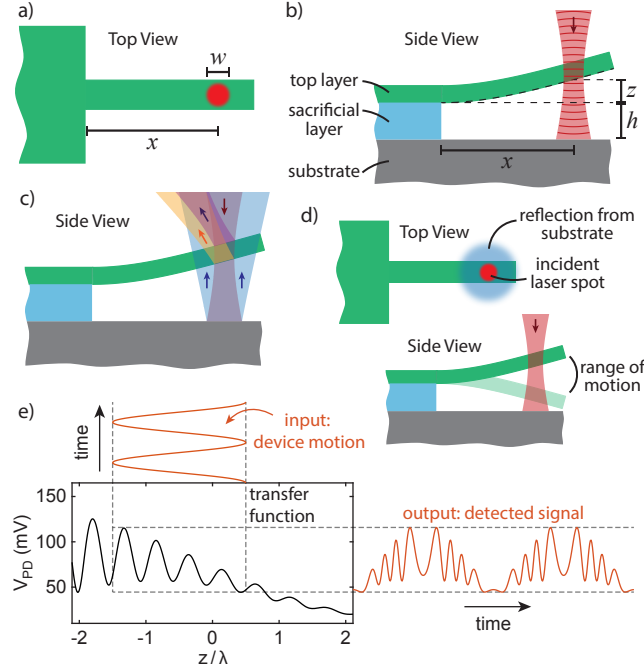 a)
Top View
w
x
b)
Side View
top layer
sacrificial
layer
substrate
z
h
x
c)
Side View
d)
Top View
reflection from
substrate
incident
laser spot
Side View
range of
motion
e)
time
input:
device motion
transfer
function
output: detected signal
150
100
50
V_PD (mV)
-2
-1
0
1
2
z/λ
time